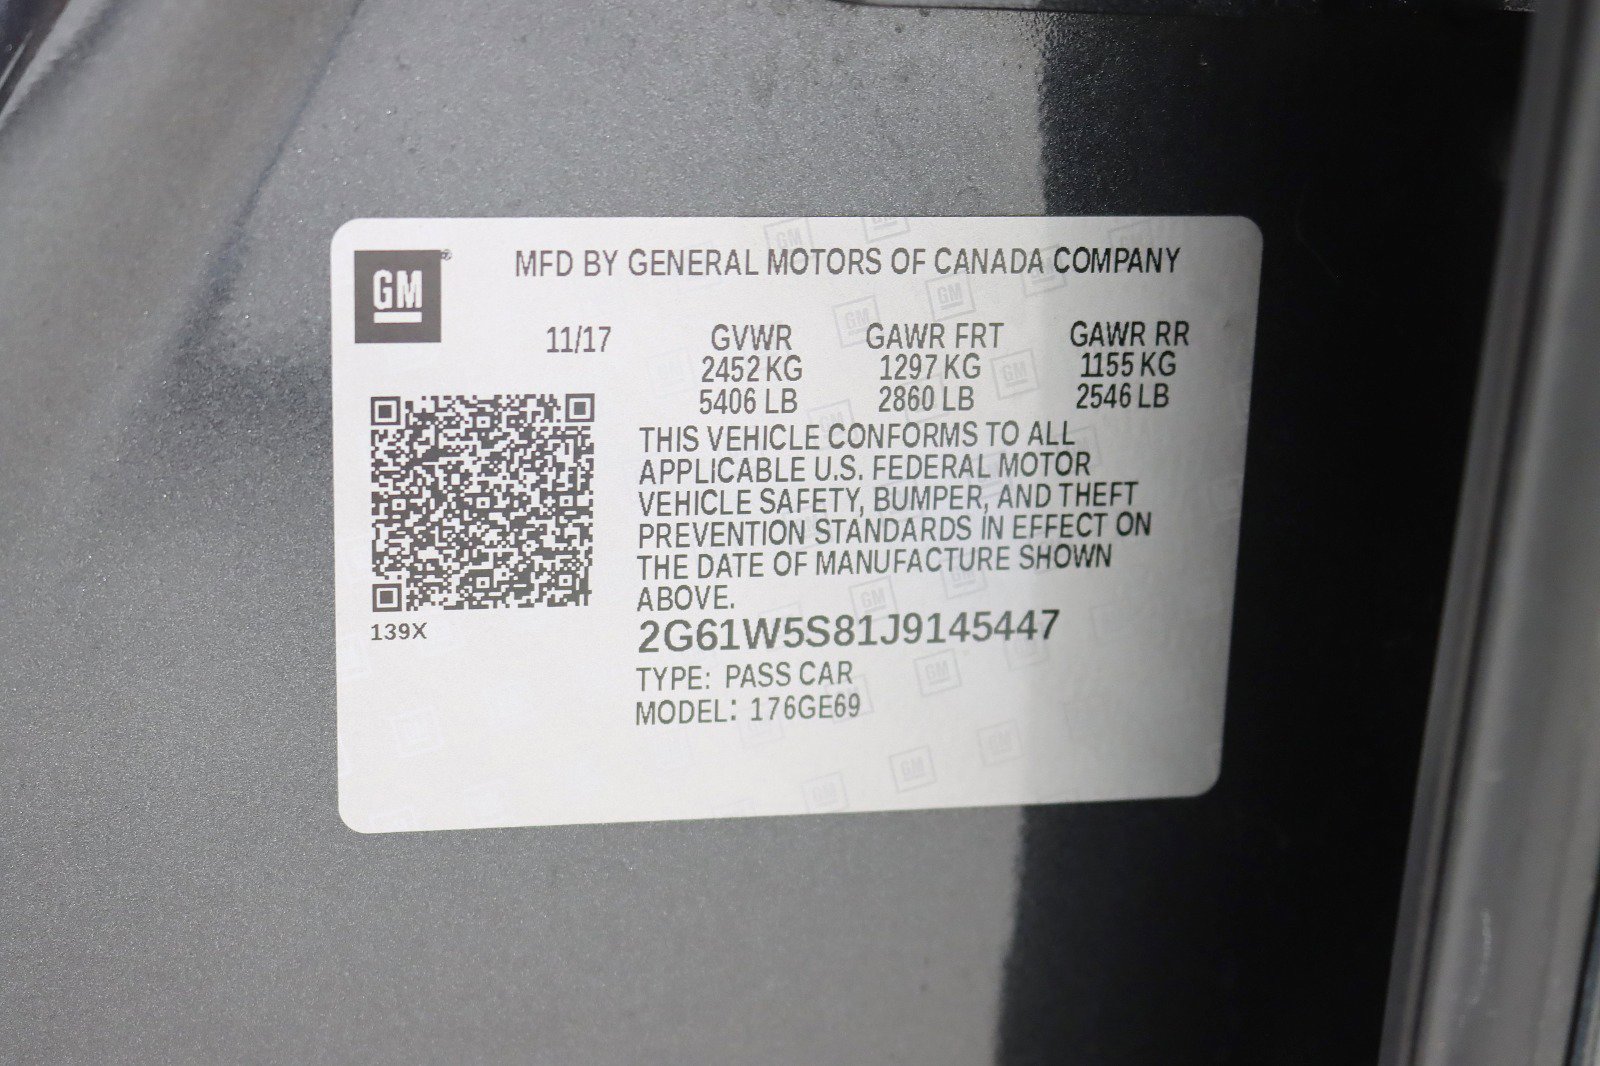 GM®
MFD BY GENERAL MOTORS OF CANADA COMPANY
11/17 GVWR GAWR FRT GAWR RR
2452 KG 1297 KG 1155 KG
5406 LB 2860 LB 2546 LB
THIS VEHICLE CONFORMS TO ALL
APPLICABLE U.S. FEDERAL MOTOR
VEHICLE SAFETY, BUMPER, AND THEFT
PREVENTION STANDARDS IN EFFECT ON
THE DATE OF MANUFACTURE SHOWN
ABOVE.
139X
2G61W5S81J9145447
TYPE: PASS CAR
MODEL: 176GE69